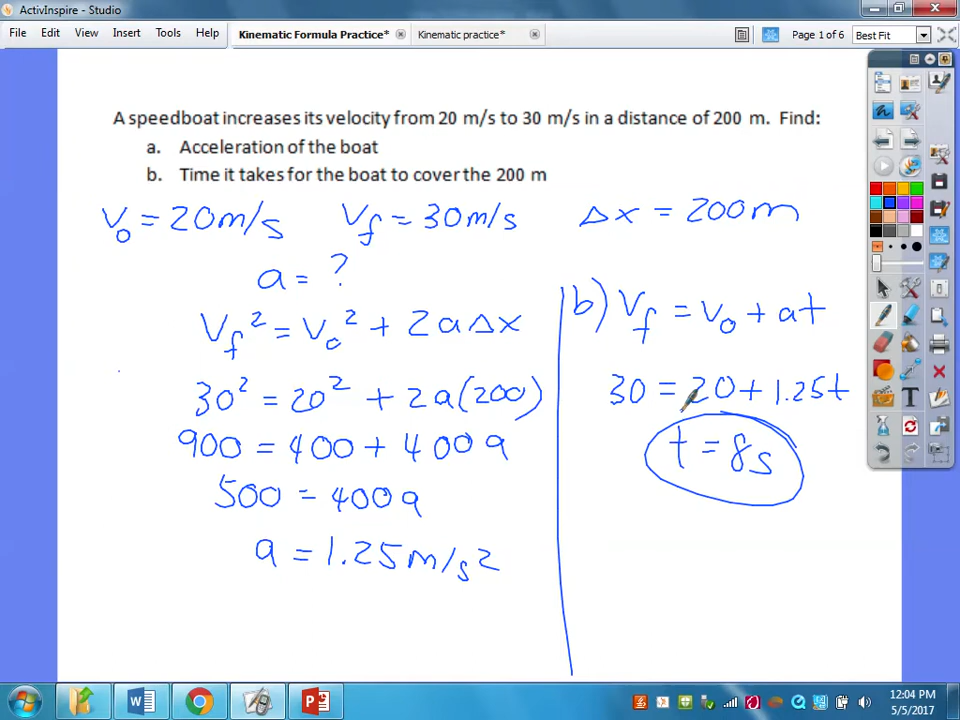 ActivInspire - Studio
File Edit View Insert Tools Help Kinematic Formula Practice* Kinematic practice* Page 1 of 6 Best Fit
A speedboat increases its velocity from 20 m/s to 30 m/s in a distance of 200 m. Find:
a. Acceleration of the boat
b. Time it takes for the boat to cover the 200 m
v₀ = 20m/s v_f = 30m/s Δx = 200m
a = ?
v_f² = v₀² + 2aΔx
30² = 20² + 2a(200)
900 = 400 + 400a
500 = 400a
a = 1.25m/s2
b) v_f = v₀ + at
30 = 20 + 1.25t
t = 8s
12:04 PM
5/5/2017